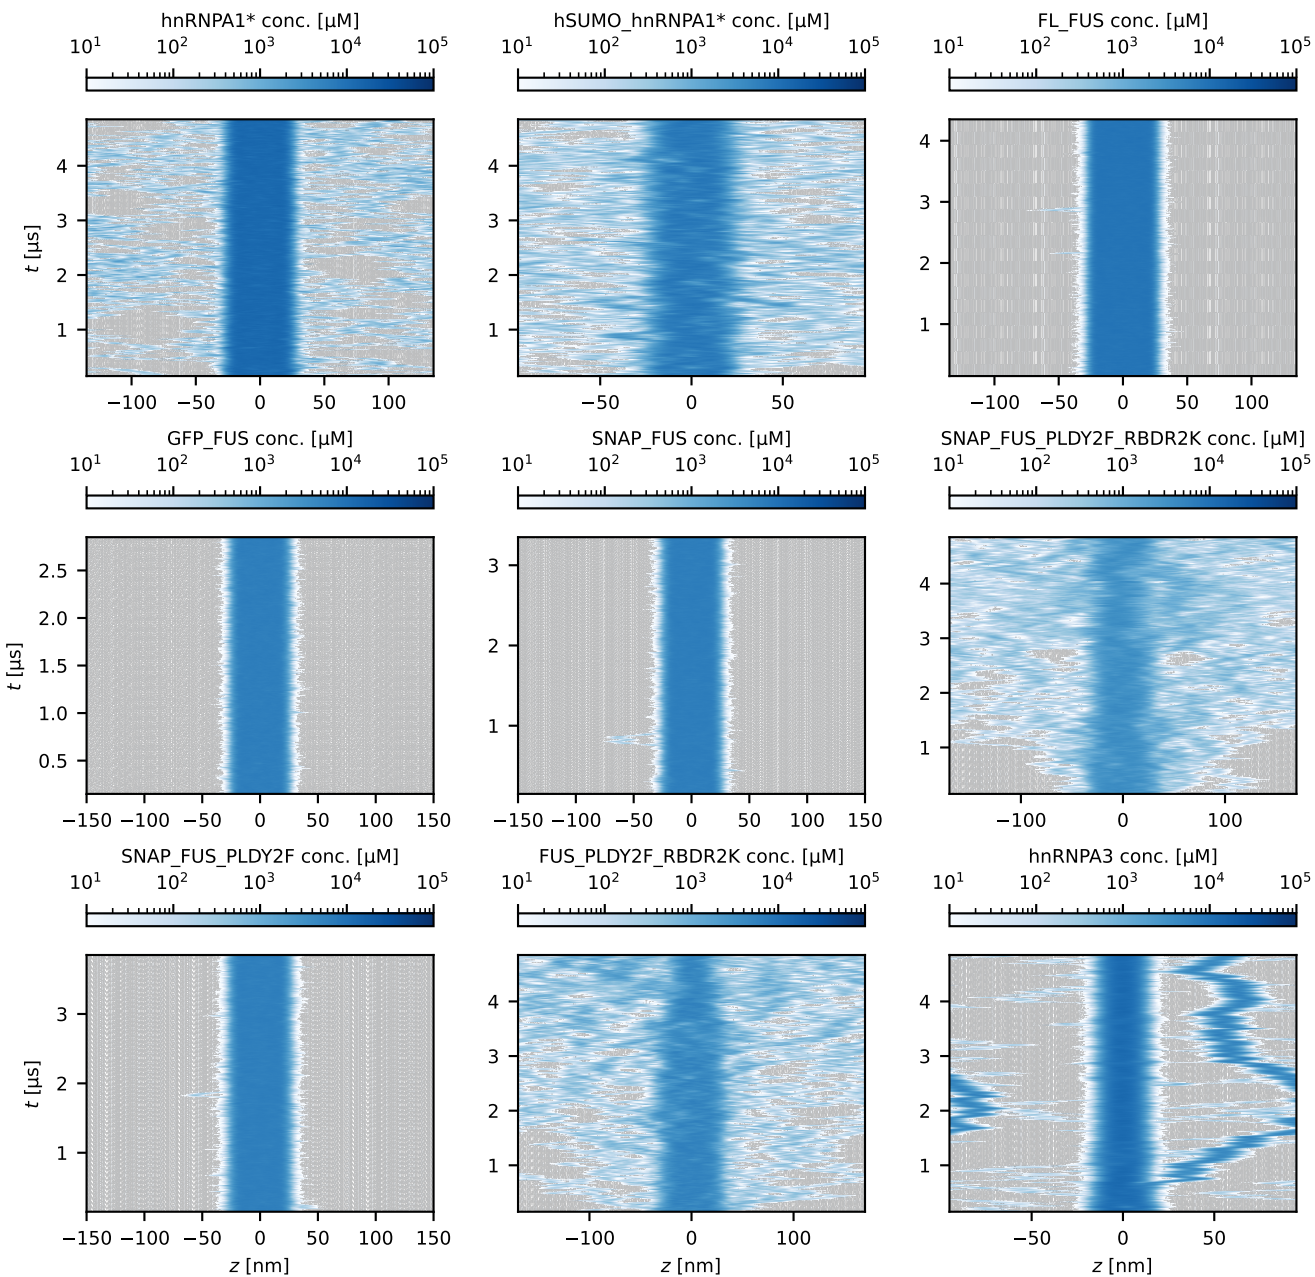 hnRNPA1* conc. [µM]
10¹ 10² 10³ 10⁴ 10⁵
t [µs]
4
3
2
1
−100 −50 0 50 100
hSUMO_hnRNPA1* conc. [µM]
10¹ 10² 10³ 10⁴ 10⁵
4
3
2
1
−50 0 50
FL_FUS conc. [µM]
10¹ 10² 10³ 10⁴ 10⁵
4
3
2
1
−100 −50 0 50 100
GFP_FUS conc. [µM]
10¹ 10² 10³ 10⁴ 10⁵
t [µs]
2.5
2.0
1.5
1.0
0.5
−150 −100 −50 0 50 100 150
SNAP_FUS conc. [µM]
10¹ 10² 10³ 10⁴ 10⁵
3
2
1
−150 −100 −50 0 50 100 150
SNAP_FUS_PLDY2F_RBDR2K conc. [µM]
10¹ 10² 10³ 10⁴ 10⁵
4
3
2
1
−100 0 100
SNAP_FUS_PLDY2F conc. [µM]
10¹ 10² 10³ 10⁴ 10⁵
t [µs]
3
2
1
−150 −100 −50 0 50 100 150
z [nm]
FUS_PLDY2F_RBDR2K conc. [µM]
10¹ 10² 10³ 10⁴ 10⁵
4
3
2
1
−100 0 100
z [nm]
hnRNPA3 conc. [µM]
10¹ 10² 10³ 10⁴ 10⁵
4
3
2
1
−50 0 50
z [nm]